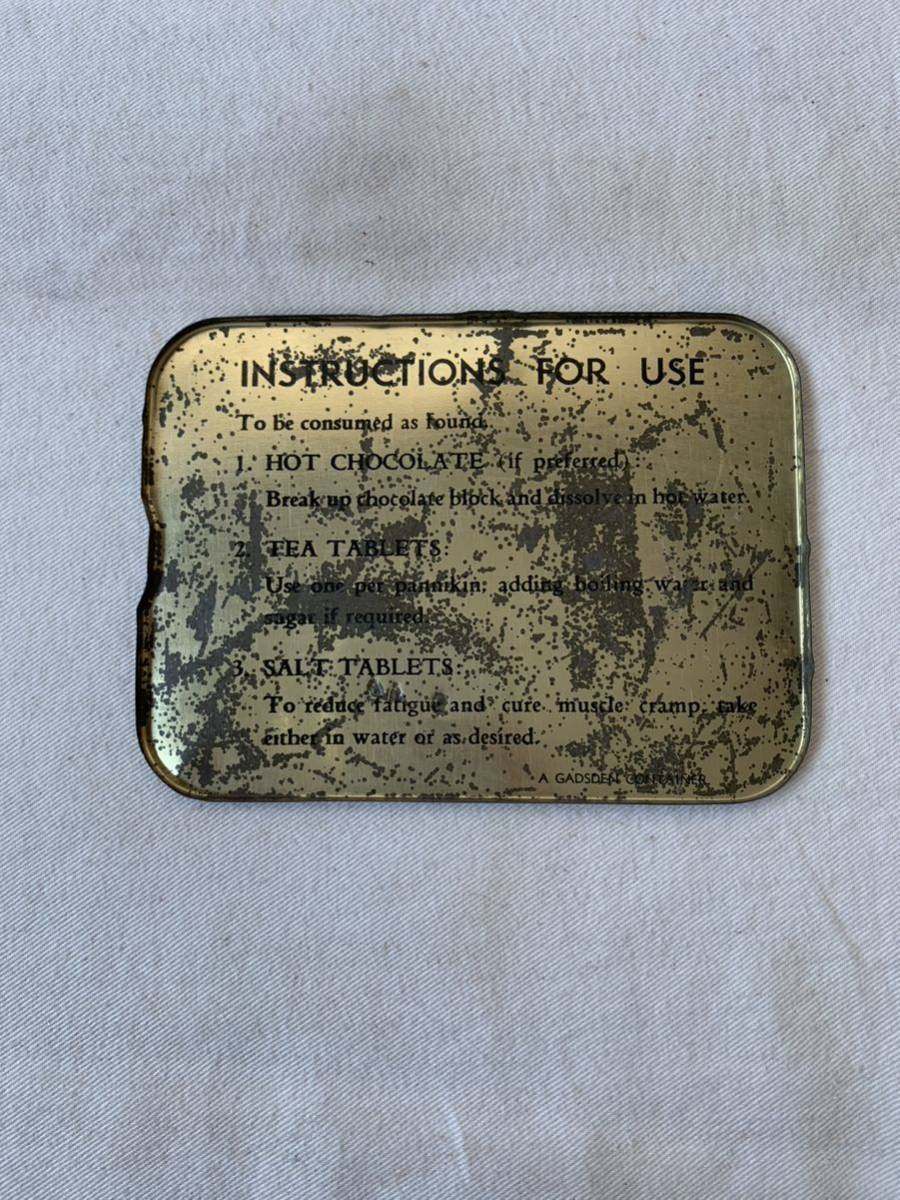 INSTRUCTIONS FOR USE
To be consumed as found.
1. HOT CHOCOLATE (if preferred):
Break up chocolate block and dissolve in hot water.
2. TEA TABLETS:
Use one per pannikin, adding boiling water and
sugar if required.
3. SALT TABLETS:
To reduce fatigue and cure muscle cramp, take
either in water or as desired.
A GADSDEN CONTAINER